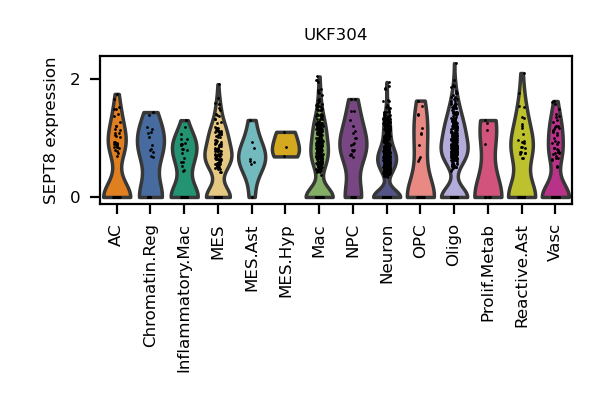 UKF304
SEPT8 expression
2
0
AC
Chromatin.Reg
Inflammatory.Mac
MES
MES.Ast
MES.Hyp
Mac
NPC
Neuron
OPC
Oligo
Prolif.Metab
Reactive.Ast
Vasc